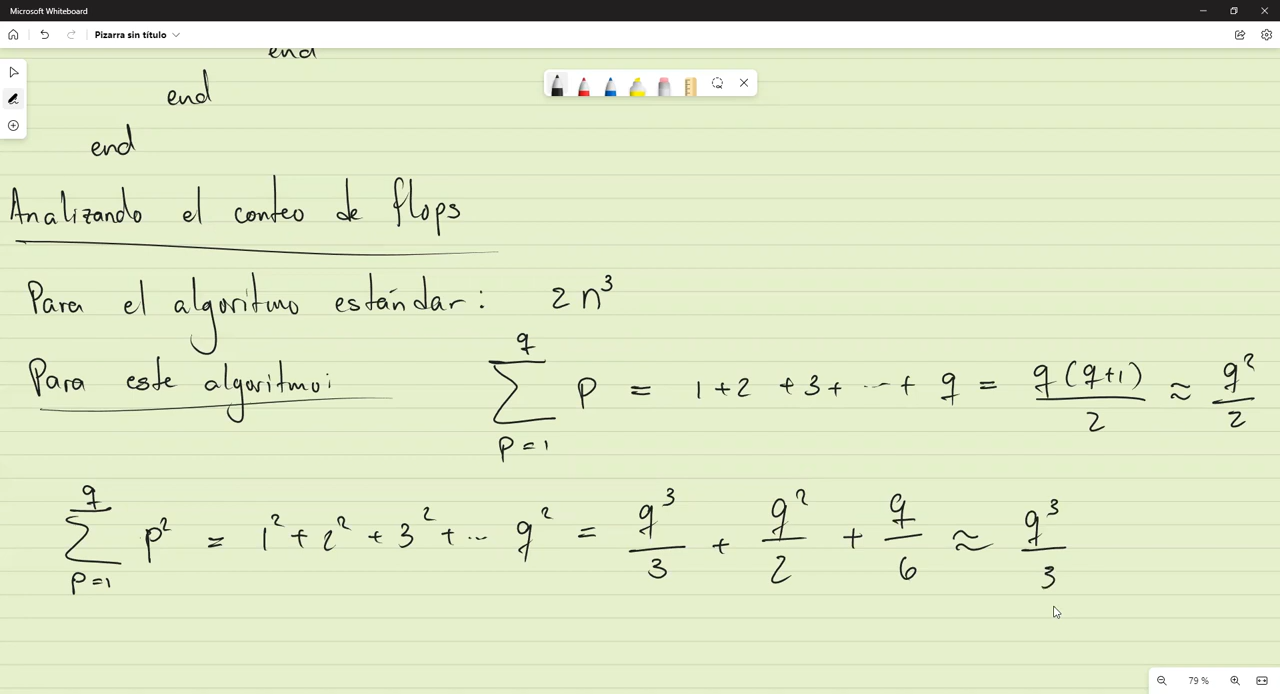 Microsoft Whiteboard
Pizarra sin título
end
end
end
Analizando el conteo de flops
Para el algoritmo estándar: 2n³
Para este algoritmo: ∑_{p=1}^{q} p = 1+2+3+⋯+q = q(q+1)/2 ≈ q²/2
∑_{p=1}^{q} p² = 1²+2²+3²+⋯ q² = q³/3 + q²/2 + q/6 ≈ q³/3
79 %